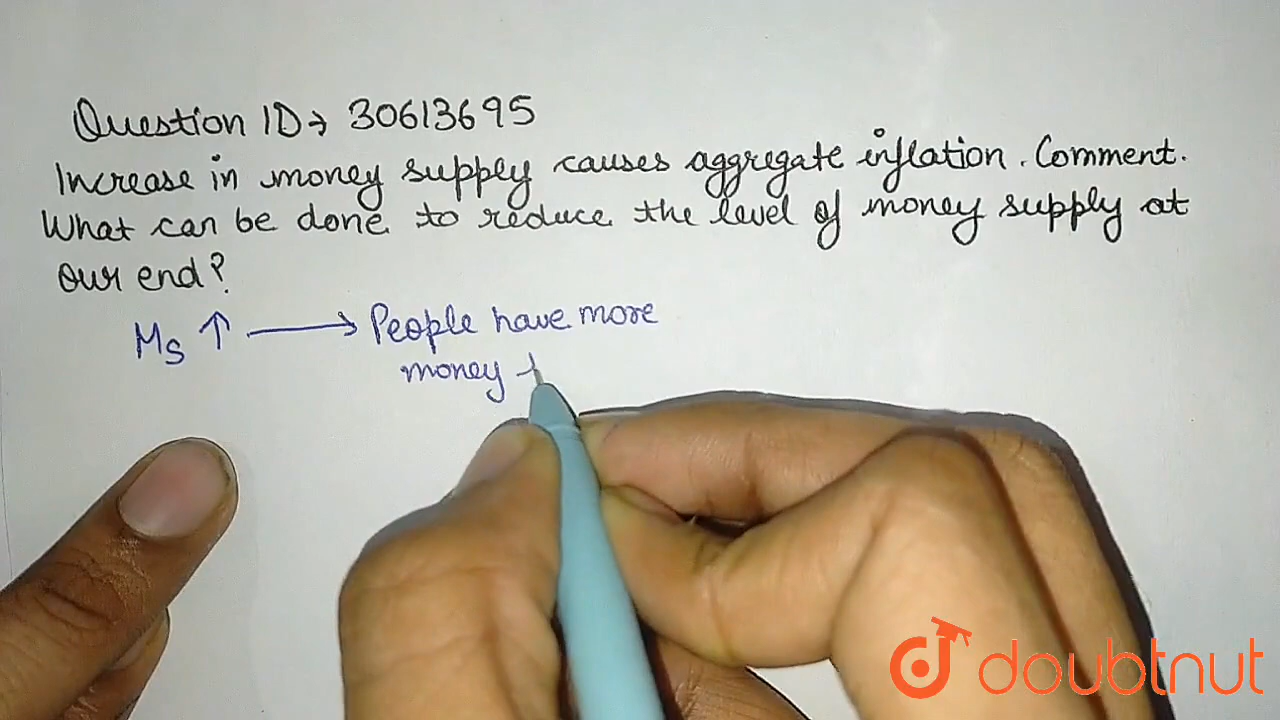 Question ID → 30613695
Increase in money supply causes aggregate inflation. Comment.
What can be done to reduce the level of money supply at
our end?
Ms ↑ → People have more
money
doubtnut